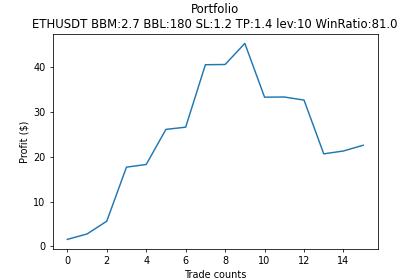 Portfolio
ETHUSDT BBM:2.7 BBL:180 SL:1.2 TP:1.4 lev:10 WinRatio:81.0
Profit ($)
40
30
20
10
0
0 2 4 6 8 10 12 14
Trade counts